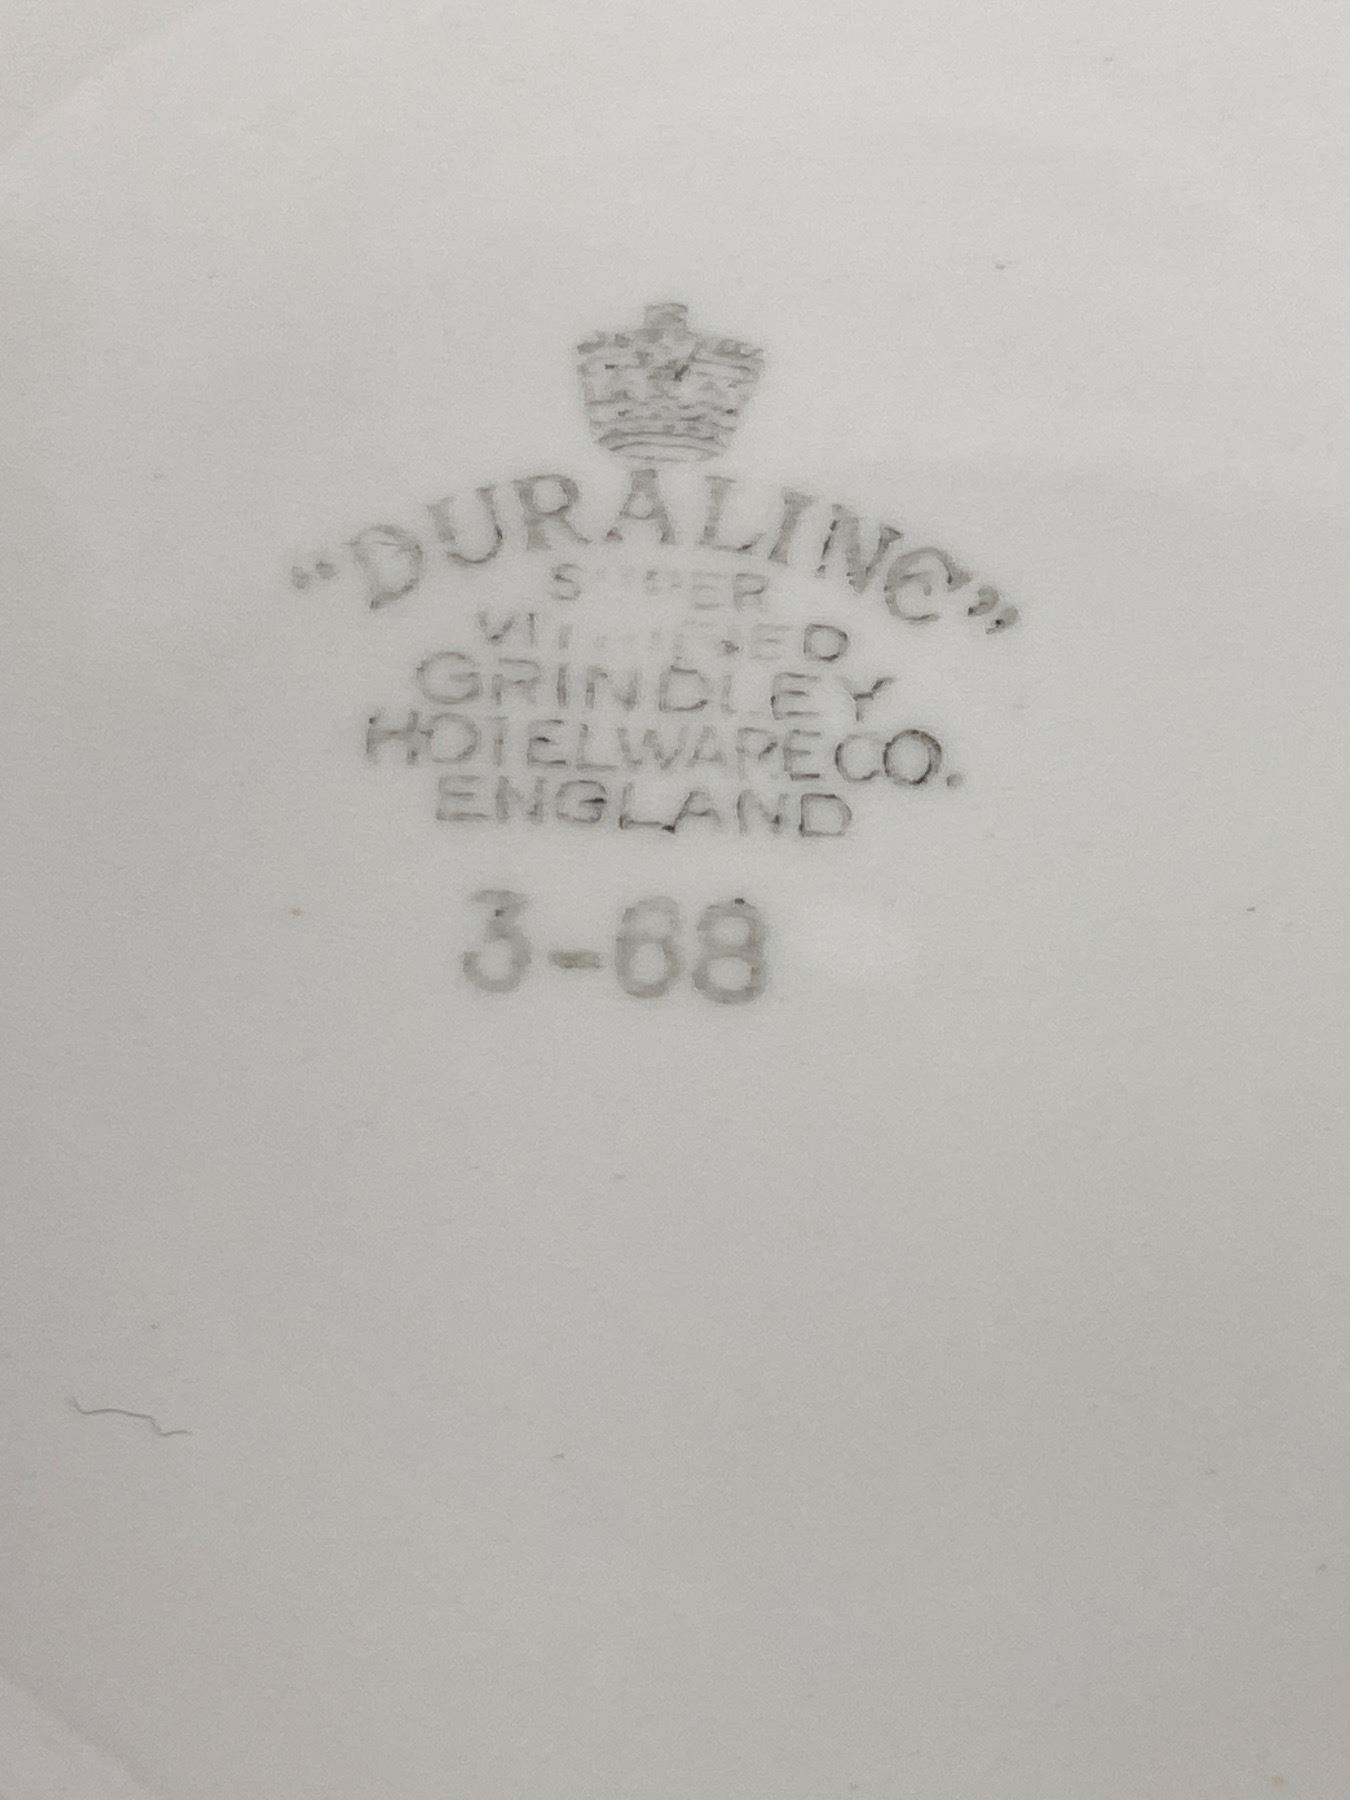 "DURALINE"
SUPER
VITRIFIED
GRINDLEY
HOTELWARE CO.
ENGLAND
3-68